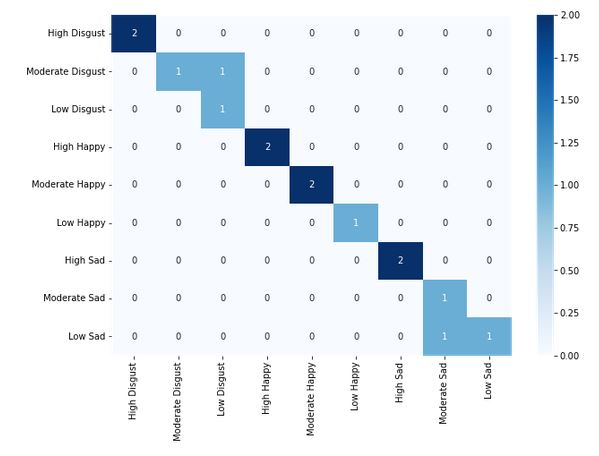 High Disgust 2 0 0 0 0 0 0 0 0
Moderate Disgust 0 1 1 0 0 0 0 0 0
Low Disgust 0 0 1 0 0 0 0 0 0
High Happy 0 0 0 2 0 0 0 0 0
Moderate Happy 0 0 0 0 2 0 0 0 0
Low Happy 0 0 0 0 0 1 0 0 0
High Sad 0 0 0 0 0 0 2 0 0
Moderate Sad 0 0 0 0 0 0 0 1 0
Low Sad 0 0 0 0 0 0 0 1 1
High Disgust
Moderate Disgust
Low Disgust
High Happy
Moderate Happy
Low Happy
High Sad
Moderate Sad
Low Sad
2.00
1.75
1.50
1.25
1.00
0.75
0.50
0.25
0.00